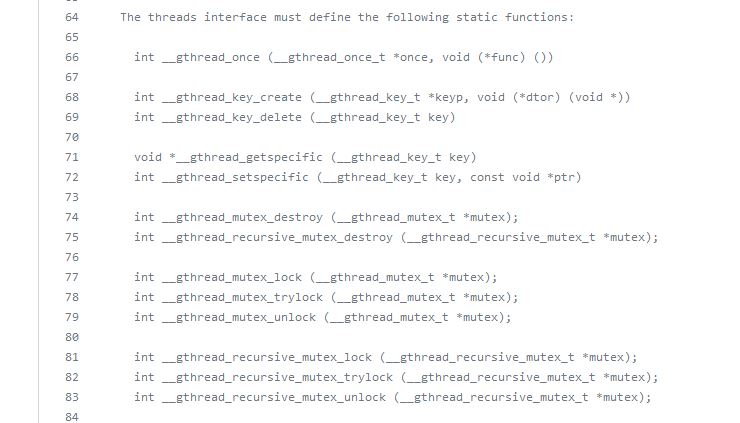 64 The threads interface must define the following static functions:
65
66 int __gthread_once (__gthread_once_t *once, void (*func) ())
67
68 int __gthread_key_create (__gthread_key_t *keyp, void (*dtor) (void *))
69 int __gthread_key_delete (__gthread_key_t key)
70
71 void *__gthread_getspecific (__gthread_key_t key)
72 int __gthread_setspecific (__gthread_key_t key, const void *ptr)
73
74 int __gthread_mutex_destroy (__gthread_mutex_t *mutex);
75 int __gthread_recursive_mutex_destroy (__gthread_recursive_mutex_t *mutex);
76
77 int __gthread_mutex_lock (__gthread_mutex_t *mutex);
78 int __gthread_mutex_trylock (__gthread_mutex_t *mutex);
79 int __gthread_mutex_unlock (__gthread_mutex_t *mutex);
80
81 int __gthread_recursive_mutex_lock (__gthread_recursive_mutex_t *mutex);
82 int __gthread_recursive_mutex_trylock (__gthread_recursive_mutex_t *mutex);
83 int __gthread_recursive_mutex_unlock (__gthread_recursive_mutex_t *mutex);
84